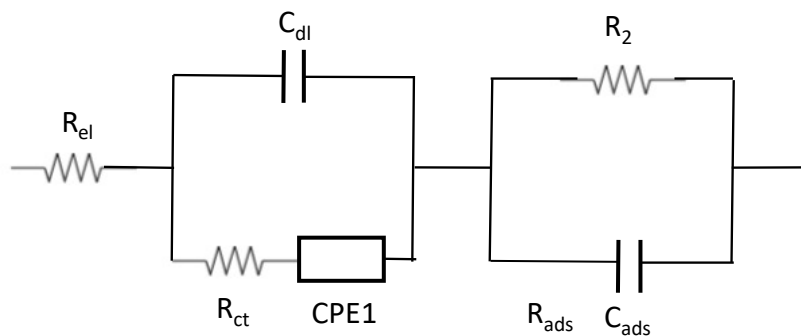 C_dl
R_2
R_el
R_ct
CPE1
R_ads
C_ads